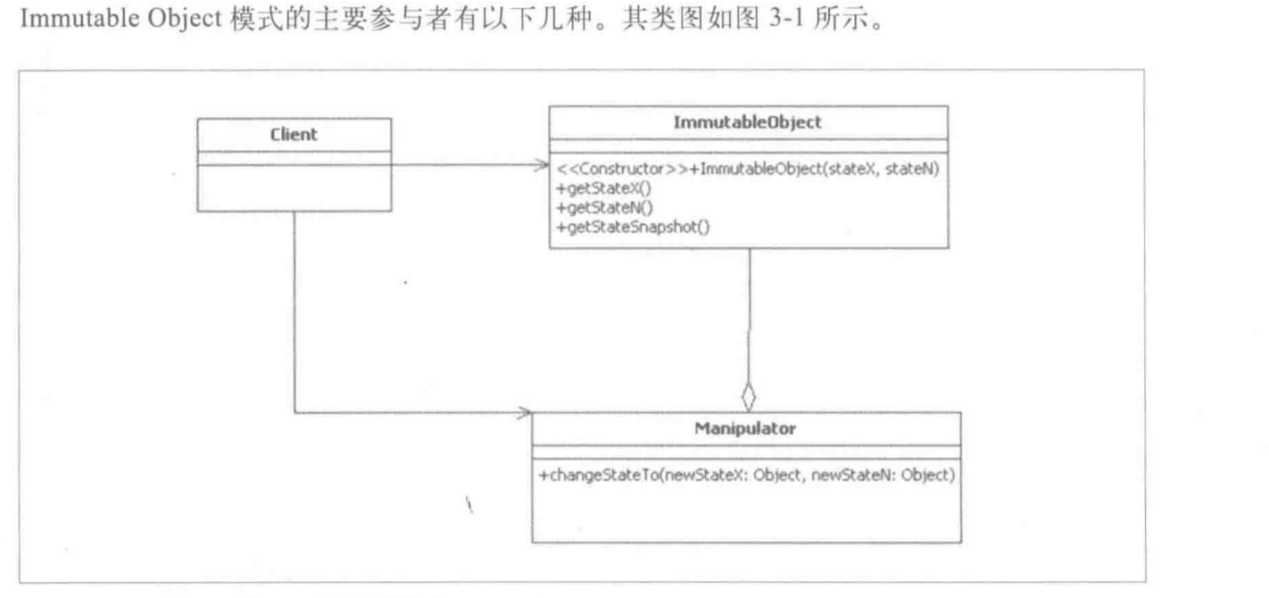 Immutable Object 模式的主要参与者有以下几种。其类图如图 3-1 所示。
Client
ImmutableObject
<<Constructor>>+ImmutableObject(stateX, stateN)
+getStateX()
+getStateN()
+getStateSnapshot()
Manipulator
+changeStateTo(newStateX: Object, newStateN: Object)